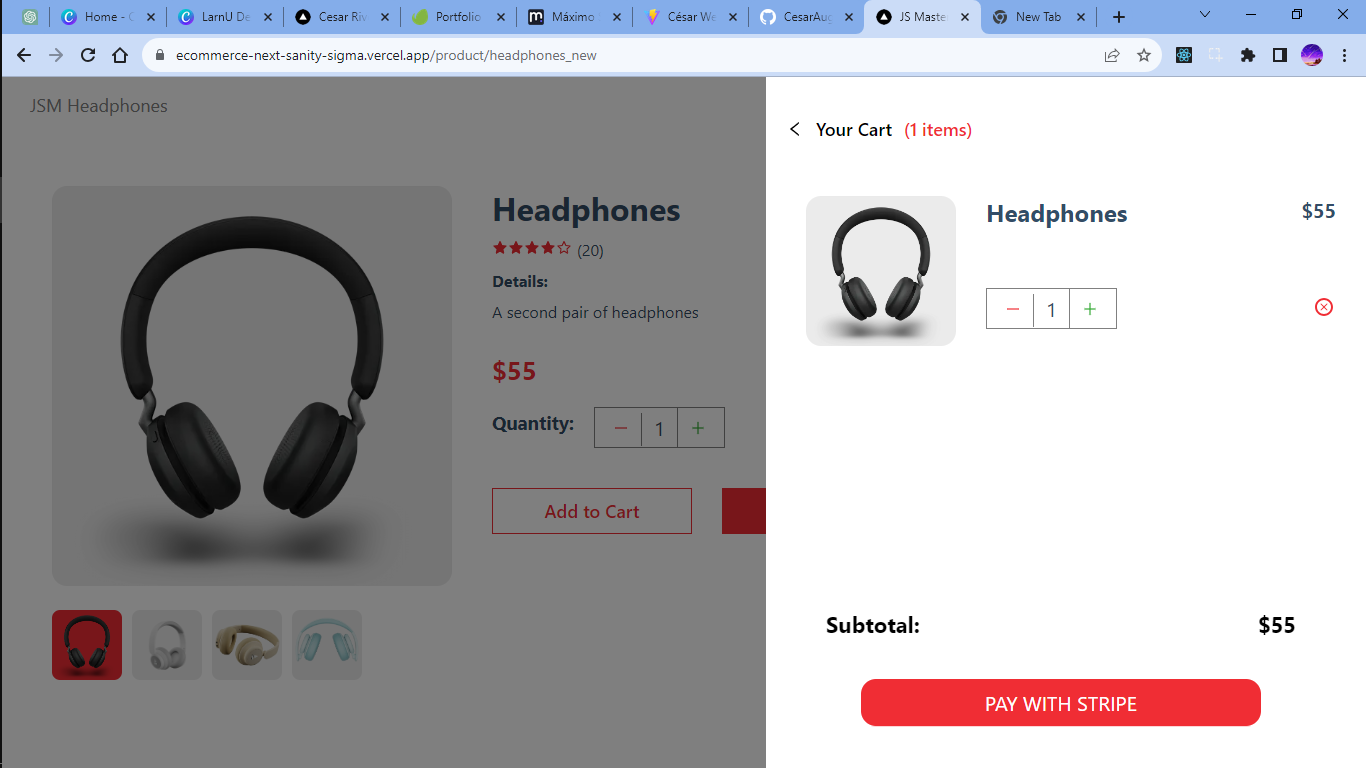 Home - C
LarnU De
Cesar Riv
Portfolio
Máximo
César We
CesarAug
JS Maste
New Tab
ecommerce-next-sanity-sigma.vercel.app/product/headphones_new
JSM Headphones
Headphones
(20)
Details:
A second pair of headphones
$55
Quantity:
1
Add to Cart
Your Cart (1 items)
Headphones
$55
1
Subtotal:
$55
PAY WITH STRIPE